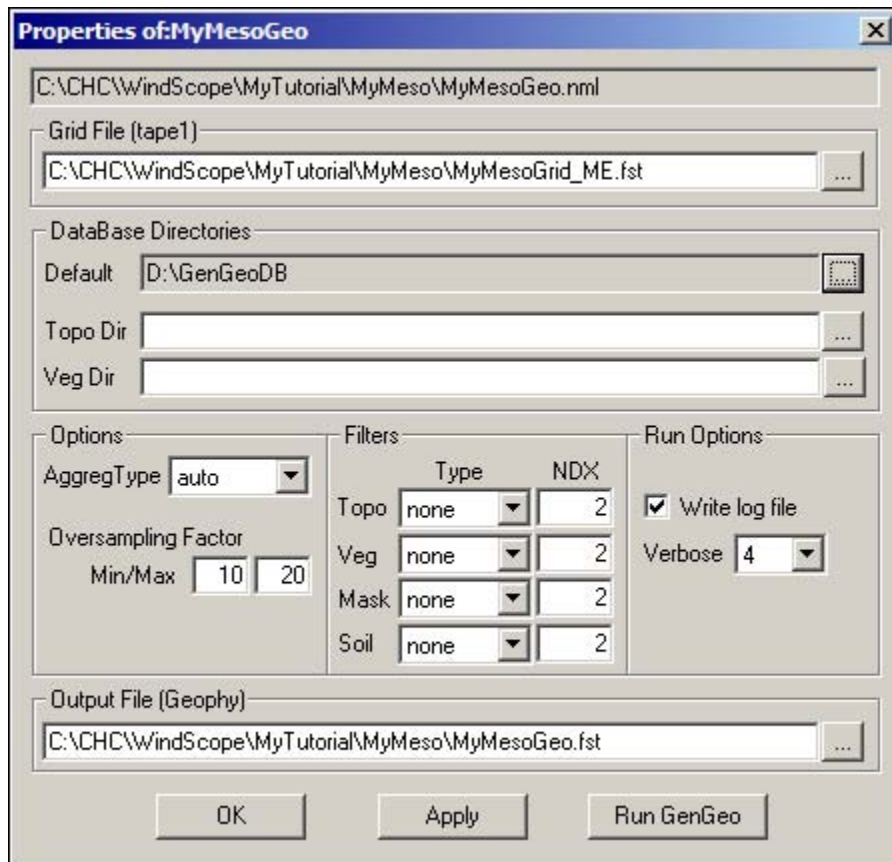 Properties of:MyMesoGeo
C:\CHC\WindScope\MyTutorial\MyMeso\MyMesoGeo.nml
Grid File (tape1)
C:\CHC\WindScope\MyTutorial\MyMeso\MyMesoGrid_ME.fst ...
DataBase Directories
Default D:\GenGeoDB ...
Topo Dir ...
Veg Dir ...
Options
AggregType auto
Oversampling Factor
Min/Max 10 20
Filters
Type NDX
Topo none 2
Veg none 2
Mask none 2
Soil none 2
Run Options
Write log file
Verbose 4
Output File (Geophy)
C:\CHC\WindScope\MyTutorial\MyMeso\MyMesoGeo.fst ...
OK Apply Run GenGeo